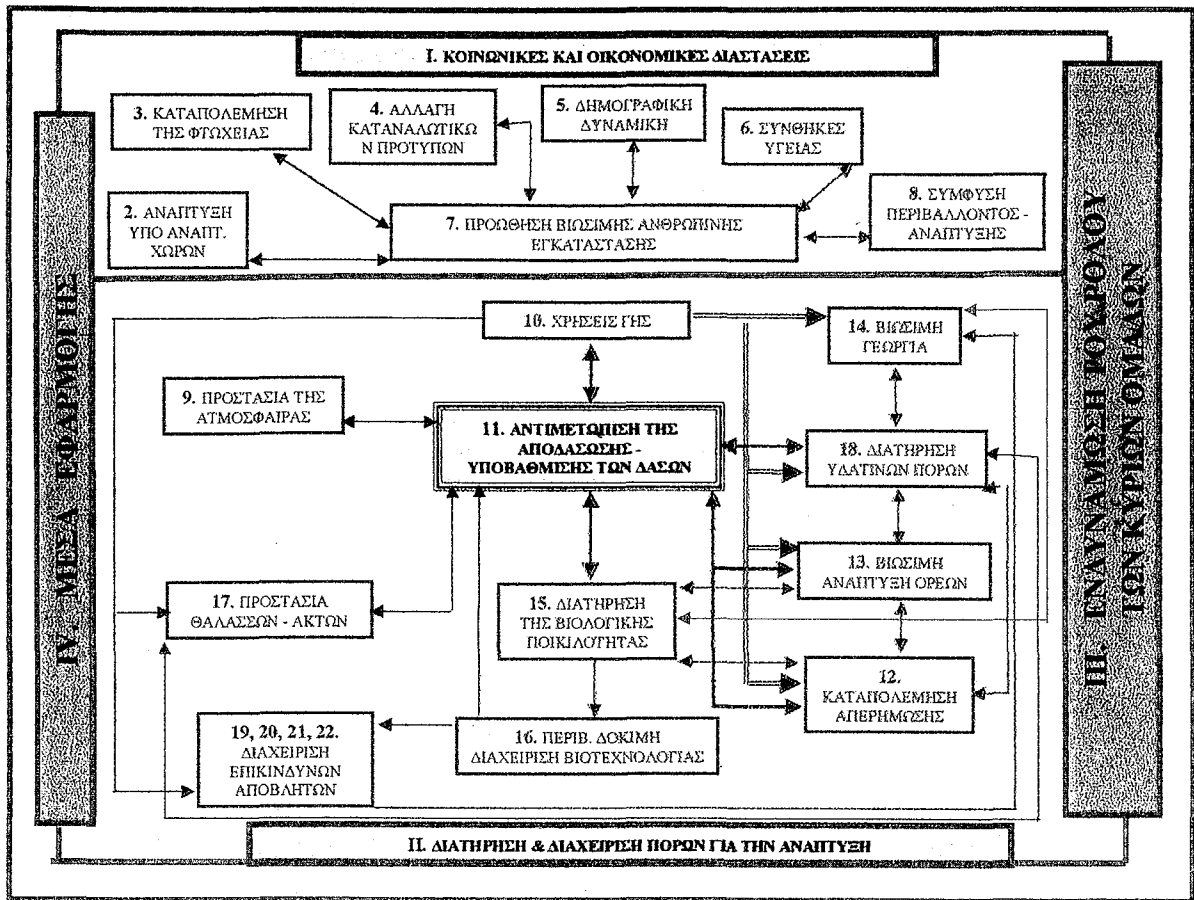 I. ΚΟΙΝΩΝΙΚΕΣ ΚΑΙ ΟΙΚΟΝΟΜΙΚΕΣ ΔΙΑΣΤΑΣΕΙΣ
3. ΚΑΤΑΠΟΛΕΜΗΣΗ
ΤΗΣ ΦΤΩΧΕΙΑΣ
4. ΑΛΛΑΓΗ
ΚΑΤΑΝΑΛΩΤΙΚΩ
Ν ΠΡΟΤΥΠΩΝ
5. ΔΗΜΟΓΡΑΦΙΚΗ
ΔΥΝΑΜΙΚΗ
6. ΣΥΝΘΗΚΕΣ
ΥΓΕΙΑΣ
2. ΑΝΑΠΤΥΞΗ
ΥΠΟ ΑΝΑΠΤ.
ΧΩΡΩΝ
7. ΠΡΟΩΘΗΣΗ ΒΙΩΣΙΜΗΣ ΑΝΘΡΩΠΙΝΗΣ
ΕΓΚΑΤΑΣΤΑΣΗΣ
8. ΣΥΜΦΥΣΗ
ΠΕΡΙΒΑΛΛΟΝΤΟΣ -
ΑΝΑΠΤΥΞΗΣ
IV. ΜΕΣΑ ΕΦΑΡΜΟΓΗΣ
III. ΕΝΔΥΝΑΜΩΣΗ ΡΟΥ ΡΟΛΟΥ
ΤΩΝ ΚΥΡΙΩΝ ΟΜΑΔΩΝ
10. ΧΡΗΣΕΙΣ ΓΗΣ
14. ΒΙΩΣΙΜΗ
ΓΕΩΡΓΙΑ
9. ΠΡΟΣΤΑΣΙΑ ΤΗΣ
ΑΤΜΟΣΦΑΙΡΑΣ
11. ΑΝΤΙΜΕΤΩΠΙΣΗ ΤΗΣ
ΑΠΟΔΑΣΩΣΗΣ -
ΥΠΟΒΑΘΜΙΣΗΣ ΤΩΝ ΔΑΣΩΝ
18. ΔΙΑΤΗΡΗΣΗ
ΥΔΑΤΙΝΩΝ ΠΟΡΩΝ
13. ΒΙΩΣΙΜΗ
ΑΝΑΠΤΥΞΗ ΟΡΕΩΝ
17. ΠΡΟΣΤΑΣΙΑ
ΘΑΛΑΣΣΩΝ - ΑΚΤΩΝ
15. ΔΙΑΤΗΡΗΣΗ
ΤΗΣ ΒΙΟΛΟΓΙΚΗΣ
ΠΟΙΚΙΛΟΤΗΤΑΣ
12.
ΚΑΤΑΠΟΛΕΜΗΣΗ
ΑΠΕΡΗΜΩΣΗΣ
19, 20, 21, 22.
ΔΙΑΧΕΙΡΙΣΗ
ΕΠΙΚΙΝΔΥΝΩΝ
ΑΠΟΒΛΗΤΩΝ
16. ΠΕΡΙΒ. ΔΟΚΙΜΗ
ΔΙΑΧΕΙΡΙΣΗ ΒΙΟΤΕΧΝΟΛΟΓΙΑΣ
II. ΔΙΑΤΗΡΗΣΗ & ΔΙΑΧΕΙΡΙΣΗ ΠΟΡΩΝ ΓΙΑ ΤΗΝ ΑΝΑΠΤΥΞΗ